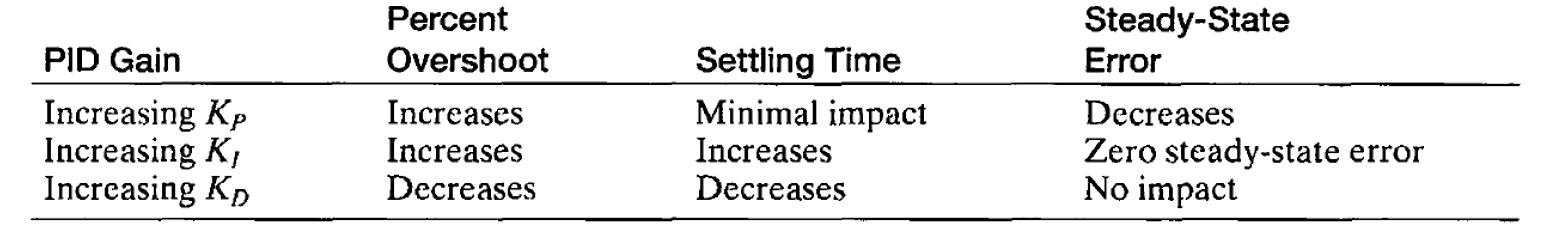 Percent Steady-State
PID Gain Overshoot Settling Time Error
Increasing K_P Increases Minimal impact Decreases
Increasing K_I Increases Increases Zero steady-state error
Increasing K_D Decreases Decreases No impact